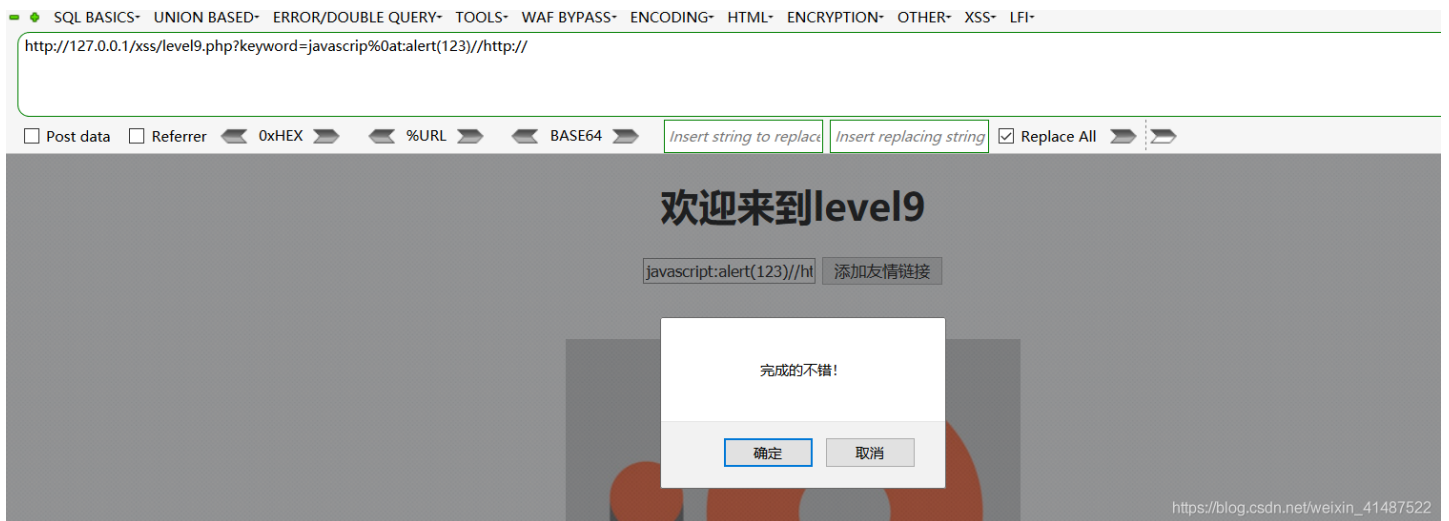 SQL BASICS UNION BASED ERROR/DOUBLE QUERY TOOLS WAF BYPASS ENCODING HTML ENCRYPTION OTHER XSS LFI
http://127.0.0.1/xss/level9.php?keyword=javascrip%0at:alert(123)//http://
Post data Referrer 0xHEX %URL BASE64 Insert string to replace Insert replacing string Replace All
欢迎来到level9
javascript:alert(123)//ht 添加友情链接
完成的不错!
确定 取消
https://blog.csdn.net/weixin_41487522